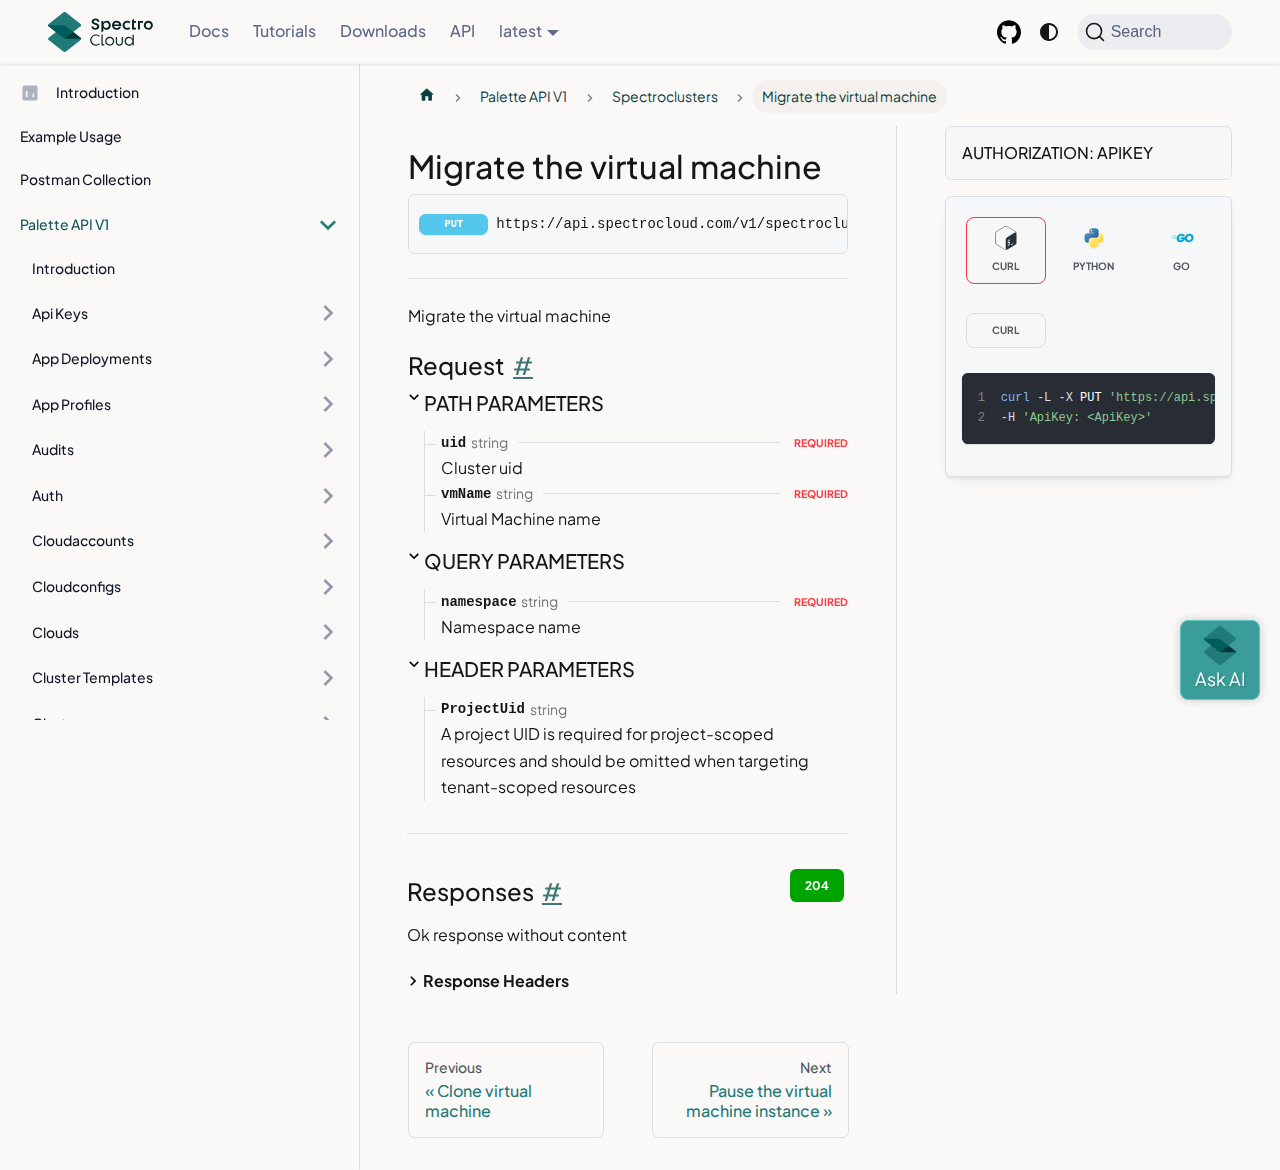 Spectro
Cloud
Docs
Tutorials
Downloads
API
latest
Search
Introduction
Example Usage
Postman Collection
Palette API V1
Introduction
Api Keys
App Deployments
App Profiles
Audits
Auth
Cloudaccounts
Cloudconfigs
Clouds
Cluster Templates
Palette API V1
Spectroclusters
Migrate the virtual machine
Migrate the virtual machine
PUT https://api.spectrocloud.com/v1/spectroclu
Migrate the virtual machine
Request #
PATH PARAMETERS
uid string REQUIRED
Cluster uid
vmName string REQUIRED
Virtual Machine name
QUERY PARAMETERS
namespace string REQUIRED
Namespace name
HEADER PARAMETERS
ProjectUid string
A project UID is required for project-scoped
resources and should be omitted when targeting
tenant-scoped resources
Responses #
204
Ok response without content
Response Headers
Previous
« Clone virtual
machine
Next
Pause the virtual
machine instance »
AUTHORIZATION: APIKEY
CURL
PYTHON
GO
CURL
1 curl -L -X PUT 'https://api.sp
2 -H 'ApiKey: <ApiKey>'
Ask AI